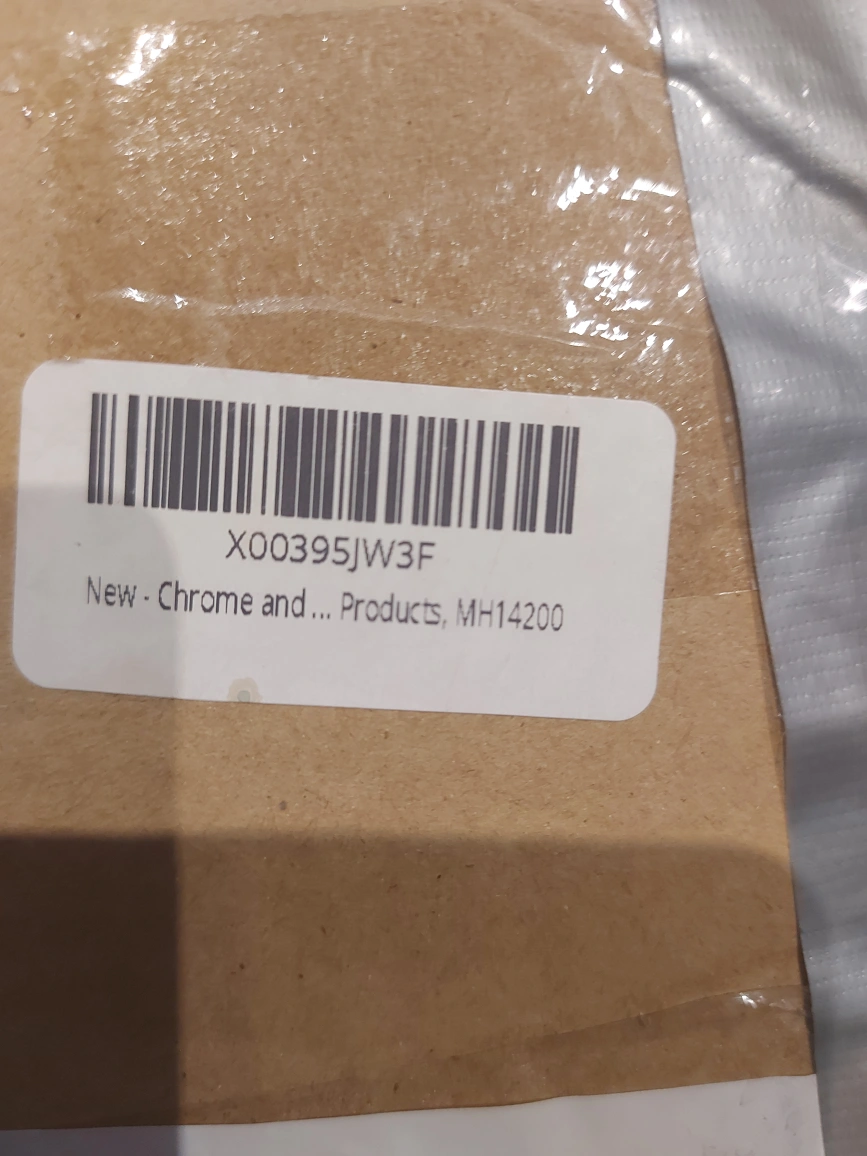 X00395JW3F
New - Chrome and ... Products, MH14200